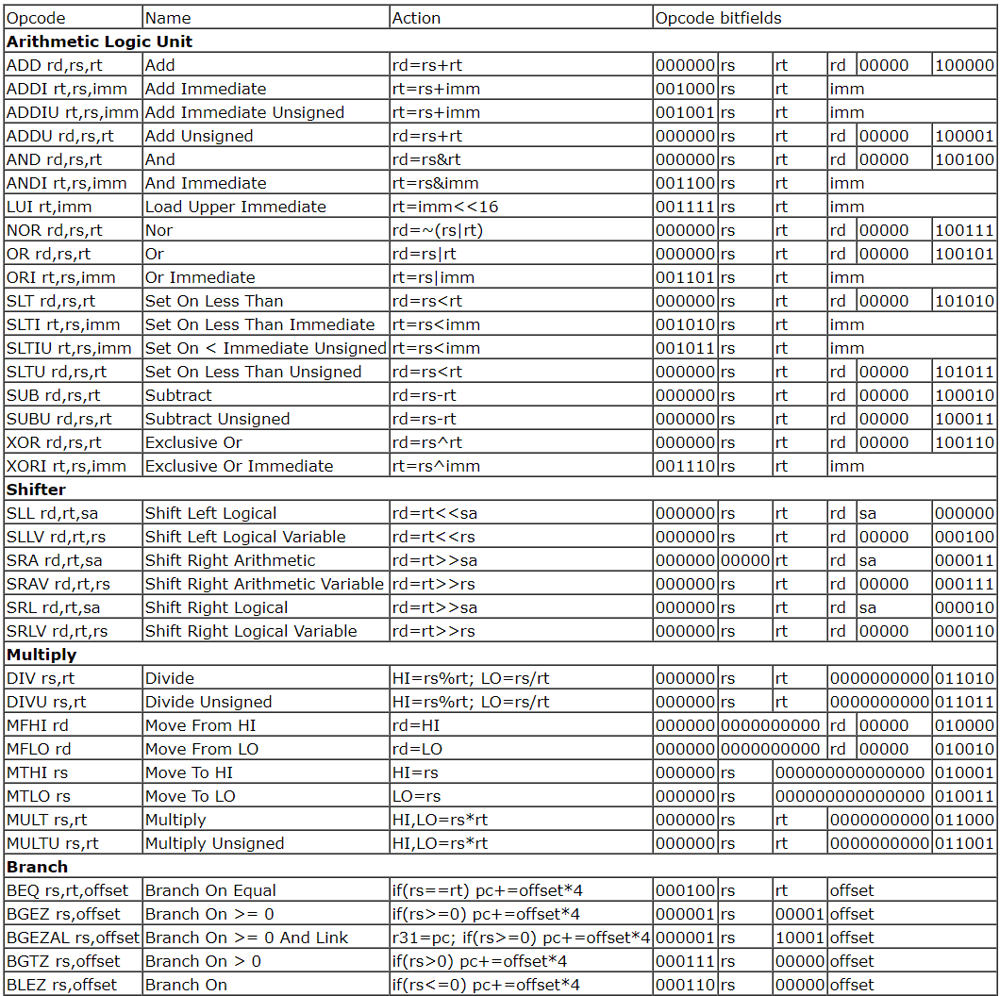 Opcode Name Action Opcode bitfields
Arithmetic Logic Unit
ADD rd,rs,rt Add rd=rs+rt 000000 rs rt rd 00000 100000
ADDI rt,rs,imm Add Immediate rt=rs+imm 001000 rs rt imm
ADDIU rt,rs,imm Add Immediate Unsigned rt=rs+imm 001001 rs rt imm
ADDU rd,rs,rt Add Unsigned rd=rs+rt 000000 rs rt rd 00000 100001
AND rd,rs,rt And rd=rs&rt 000000 rs rt rd 00000 100100
ANDI rt,rs,imm And Immediate rt=rs&imm 001100 rs rt imm
LUI rt,imm Load Upper Immediate rt=imm<<16 001111 rs rt imm
NOR rd,rs,rt Nor rd=~(rs|rt) 000000 rs rt rd 00000 100111
OR rd,rs,rt Or rd=rs|rt 000000 rs rt rd 00000 100101
ORI rt,rs,imm Or Immediate rt=rs|imm 001101 rs rt imm
SLT rd,rs,rt Set On Less Than rd=rs<rt 000000 rs rt rd 00000 101010
SLTI rt,rs,imm Set On Less Than Immediate rt=rs<imm 001010 rs rt imm
SLTIU rt,rs,imm Set On < Immediate Unsigned rt=rs<imm 001011 rs rt imm
SLTU rd,rs,rt Set On Less Than Unsigned rd=rs<rt 000000 rs rt rd 00000 101011
SUB rd,rs,rt Subtract rd=rs-rt 000000 rs rt rd 00000 100010
SUBU rd,rs,rt Subtract Unsigned rd=rs-rt 000000 rs rt rd 00000 100011
XOR rd,rs,rt Exclusive Or rd=rs^rt 000000 rs rt rd 00000 100110
XORI rt,rs,imm Exclusive Or Immediate rt=rs^imm 001110 rs rt imm
Shifter
SLL rd,rt,sa Shift Left Logical rd=rt<<sa 000000 rs rt rd sa 000000
SLLV rd,rt,rs Shift Left Logical Variable rd=rt<<rs 000000 rs rt rd 00000 000100
SRA rd,rt,sa Shift Right Arithmetic rd=rt>>sa 000000 00000 rt rd sa 000011
SRAV rd,rt,rs Shift Right Arithmetic Variable rd=rt>>rs 000000 rs rt rd 00000 000111
SRL rd,rt,sa Shift Right Logical rd=rt>>sa 000000 rs rt rd sa 000010
SRLV rd,rt,rs Shift Right Logical Variable rd=rt>>rs 000000 rs rt rd 00000 000110
Multiply
DIV rs,rt Divide HI=rs%rt; LO=rs/rt 000000 rs rt 0000000000 011010
DIVU rs,rt Divide Unsigned HI=rs%rt; LO=rs/rt 000000 rs rt 0000000000 011011
MFHI rd Move From HI rd=HI 000000 0000000000 rd 00000 010000
MFLO rd Move From LO rd=LO 000000 0000000000 rd 00000 010010
MTHI rs Move To HI HI=rs 000000 rs 000000000000000 010001
MTLO rs Move To LO LO=rs 000000 rs 000000000000000 010011
MULT rs,rt Multiply HI,LO=rs*rt 000000 rs rt 0000000000 011000
MULTU rs,rt Multiply Unsigned HI,LO=rs*rt 000000 rs rt 0000000000 011001
Branch
BEQ rs,rt,offset Branch On Equal if(rs==rt) pc+=offset*4 000100 rs rt offset
BGEZ rs,offset Branch On >= 0 if(rs>=0) pc+=offset*4 000001 rs 00001 offset
BGEZAL rs,offset Branch On >= 0 And Link r31=pc; if(rs>=0) pc+=offset*4 000001 rs 10001 offset
BGTZ rs,offset Branch On > 0 if(rs>0) pc+=offset*4 000111 rs 00000 offset
BLEZ rs,offset Branch On if(rs<=0) pc+=offset*4 000110 rs 00000 offset